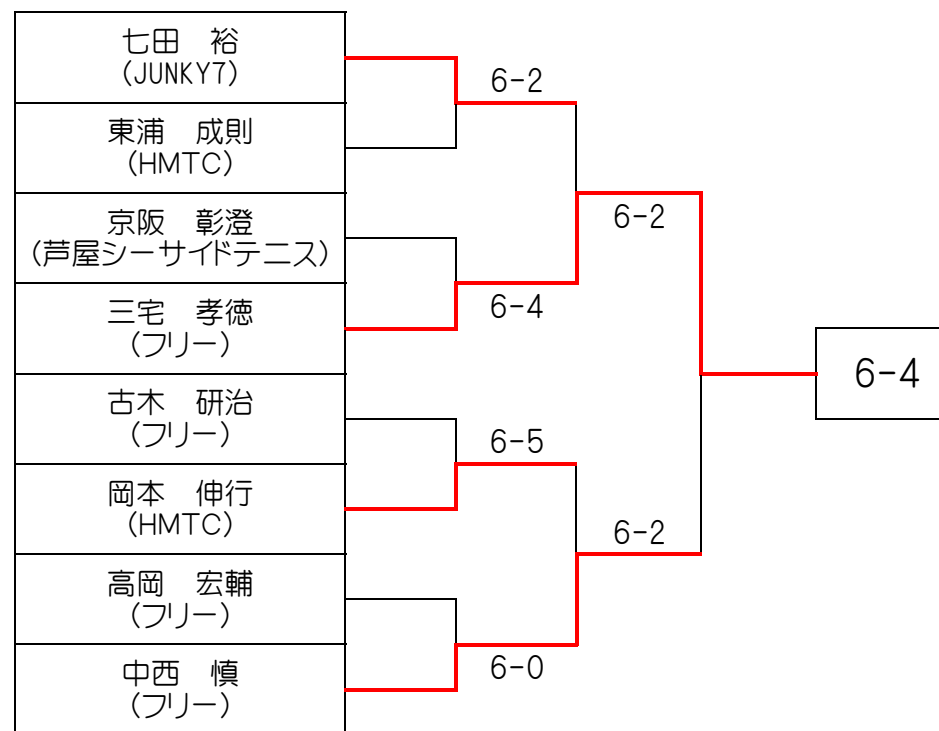 七田　裕
(JUNKY7)
東浦　成則
(HMTC)
京阪　彰澄
(芦屋シーサイドテニス)
三宅　孝徳
(フリー)
古木　研治
(フリー)
岡本　伸行
(HMTC)
高岡　宏輔
(フリー)
中西　慎
(フリー)
6-2
6-4
6-5
6-0
6-2
6-2
6-4